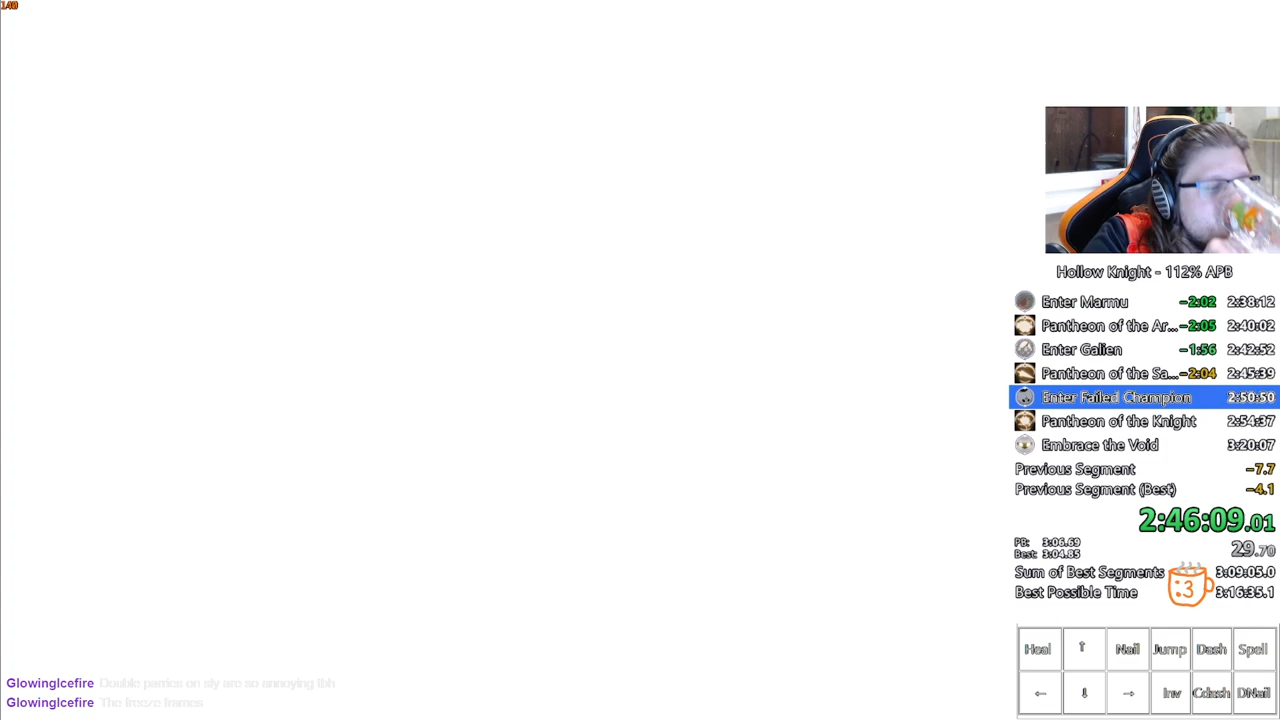 140
Hollow Knight - 112% APB
Enter Marmu -2:02 2:38:12
Pantheon of the Ar... -2:05 2:40:02
Enter Galien -1:56 2:42:52
Pantheon of the Sa... -2:04 2:45:39
Enter Failed Champion 2:50:50
Pantheon of the Knight 2:54:37
Embrace the Void 3:20:07
Previous Segment -7.7
Previous Segment (Best) -4.1
2:46:09.01
PB: 3:06.69 29.70
Best: 3:04.85
Sum of Best Segments 3:09:05.0
Best Possible Time 3:16:35.1
:3
Heal ↑ Nail Jump Dash Spell
← ↓ → Inv Cdash DNail
GlowingIcefire Double parries on sly are so annoying tbh
GlowingIcefire The freeze frames